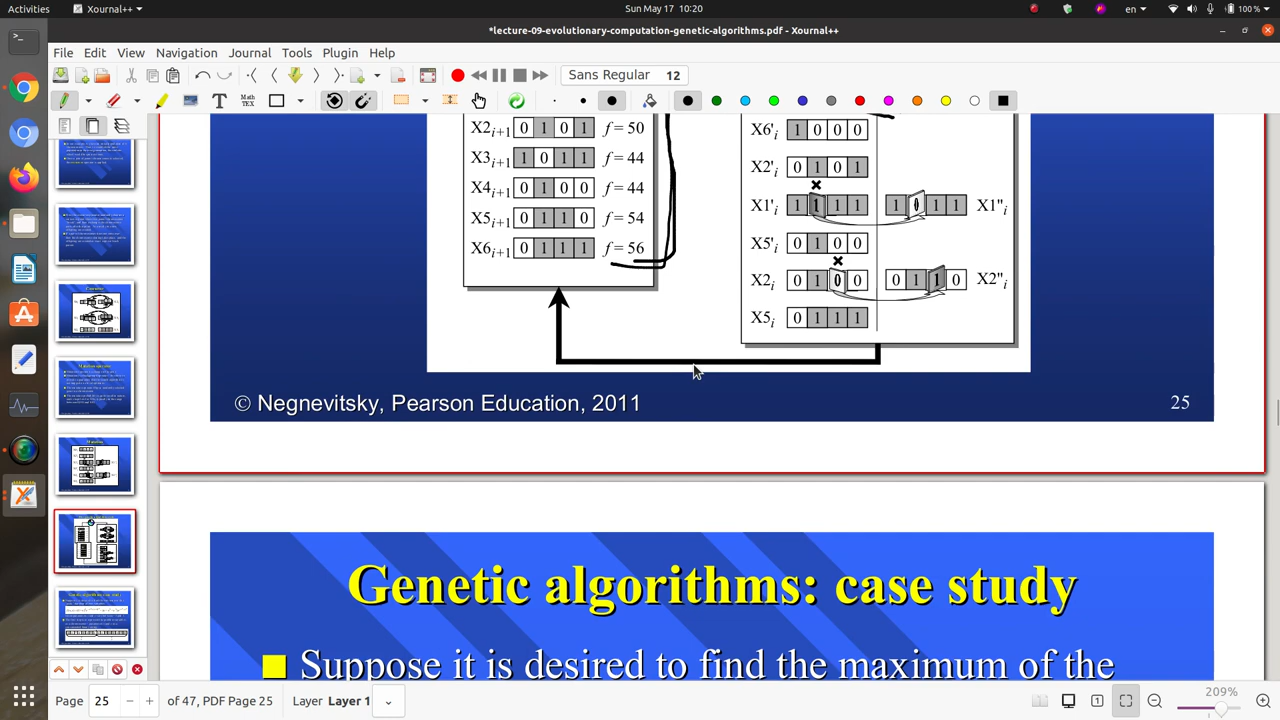 Activities Xournal++ Sun May 17 10:20 en 100 %
*lecture-09-evolutionary-computation-genetic-algorithms.pdf - Xournal++
File Edit View Navigation Journal Tools Plugin Help
Sans Regular 12
X2i+1 0 1 0 1 f = 50
X3i+1 1 0 1 1 f = 44
X4i+1 0 1 0 0 f = 44
X5i+1 0 1 1 0 f = 54
X6i+1 0 1 1 1 f = 56
X6'i 1 0 0 0
X2'i 0 1 0 1
X1'i 1 1 1 1 1 0 1 1 X1"i
X5'i 0 1 0 0
X2i 0 1 0 0 0 1 1 0 X2"i
X5i 0 1 1 1
© Negnevitsky, Pearson Education, 2011 25
Genetic algorithms: case study
Suppose it is desired to find the maximum of the
Page 25 of 47, PDF Page 25 Layer Layer 1 209%